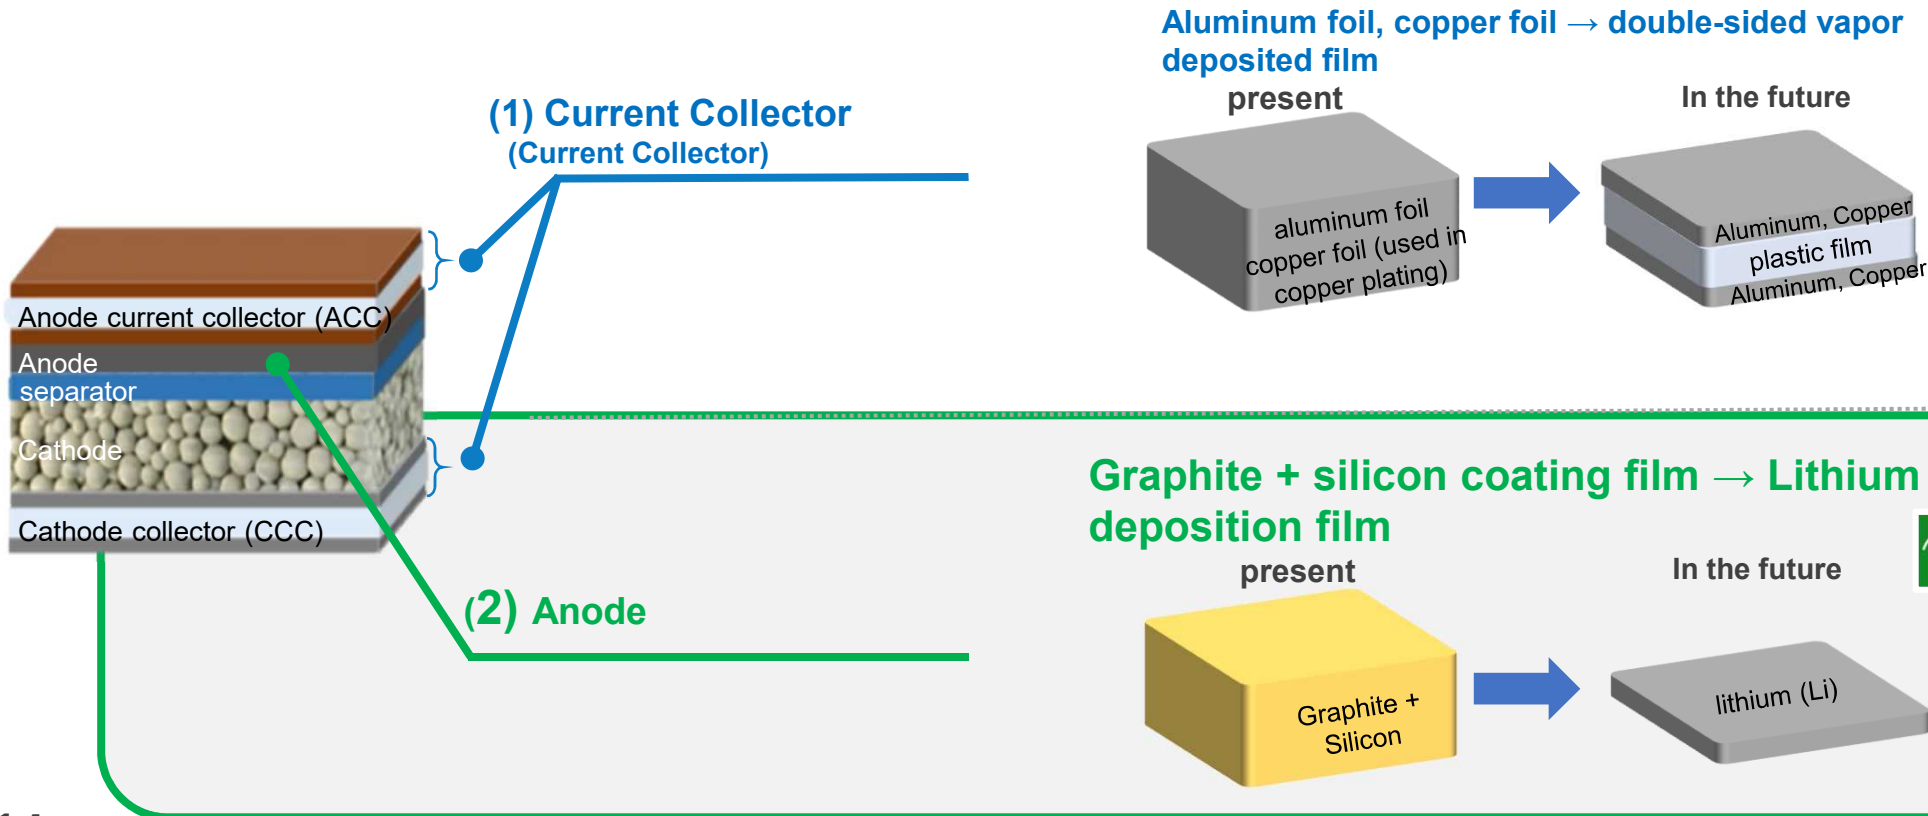 Aluminum foil, copper foil → double-sided vapor
deposited film
present
In the future
(1) Current Collector
(Current Collector)
aluminum foil
copper foil (used in
copper plating)
Aluminum, Copper
plastic film
Aluminum, Copper
Anode current collector (ACC)
Anode
separator
Cathode
Cathode collector (CCC)
Graphite + silicon coating film → Lithium
deposition film
present
In the future
(2) Anode
Graphite +
Silicon
lithium (Li)